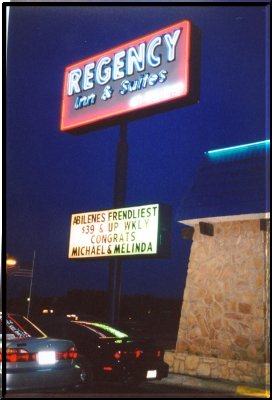 REGENCY
Inn & Suites
ABILENES FRENDLIEST
$39 & UP WKLY
CONGRATS
MICHAEL & MELINDA